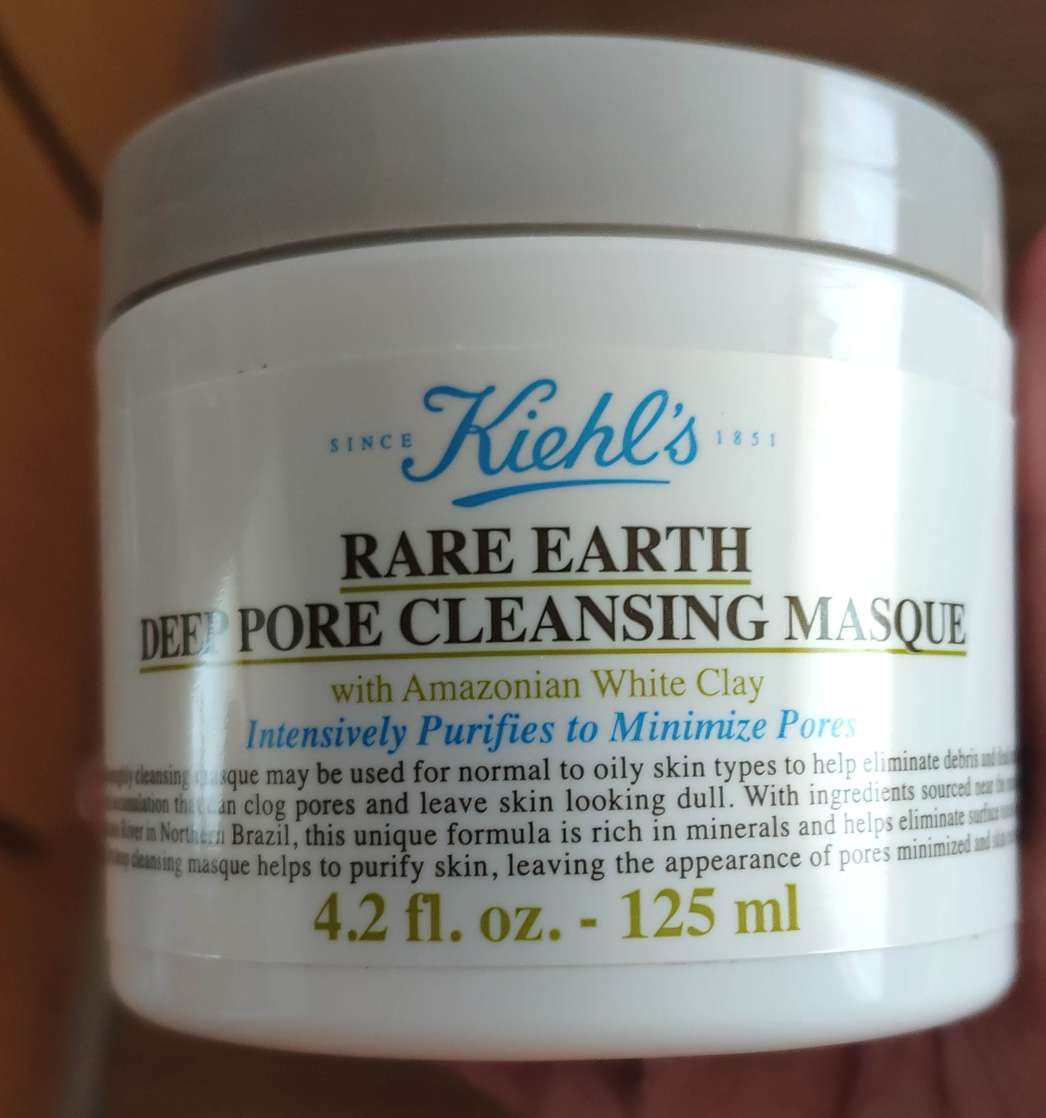 SINCE Kiehl's 1851
RARE EARTH
DEEP PORE CLEANSING MASQUE
with Amazonian White Clay
Intensively Purifies to Minimize Pores
cleansing masque may be used for normal to oily skin types to help eliminate debris and
that can clog pores and leave skin looking dull. With ingredients sourced near the
River in Northern Brazil, this unique formula is rich in minerals and helps eliminate surface
cleansing masque helps to purify skin, leaving the appearance of pores minimized and skin
4.2 fl. oz. - 125 ml